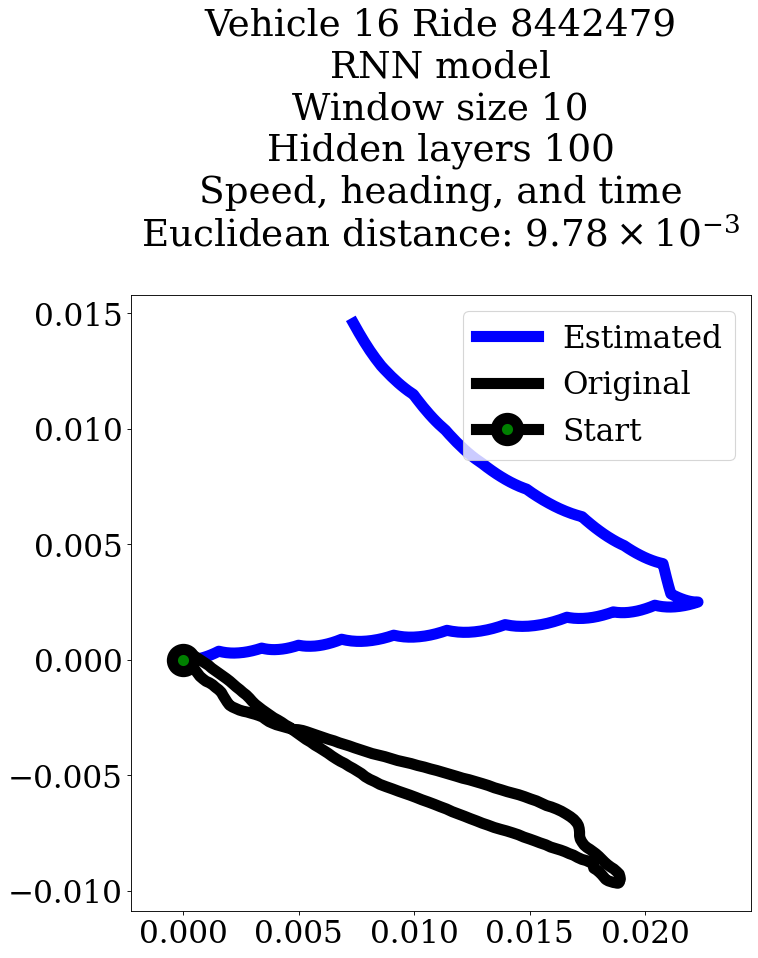 Vehicle 16 Ride 8442479
RNN model
Window size 10
Hidden layers 100
Speed, heading, and time
Euclidean distance: 9.78 × 10⁻³
0.015
0.010
0.005
0.000
−0.005
−0.010
Estimated
Original
Start
0.000 0.005 0.010 0.015 0.020